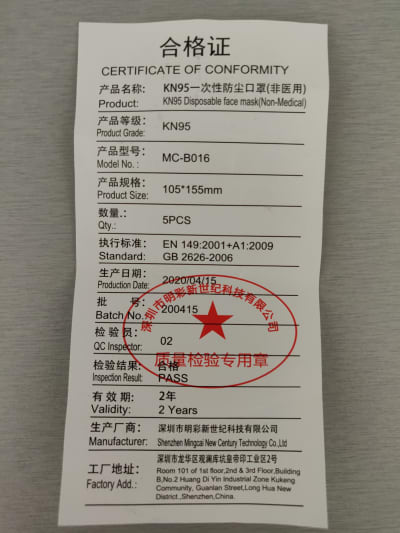 合格证
CERTIFICATE OF CONFORMITY
产品名称: KN95一次性防尘口罩(非医用)
Product: KN95 Disposable face mask(Non-Medical)
产品等级: KN95
Product Grade:
产品型号: MC-B016
Model No. :
产品规格: 105*155mm
Product Size:
数量.: 5PCS
Qty.:
执行标准: EN 149:2001+A1:2009
Standard: GB 2626-2006
生产日期: 2020/04/15
Production Date:
批 号: 200415
Batch No.:
检 验 员: 02
QC Inspector:
检验结果: 合格
Inspection Result: PASS
有 效 期: 2年
Validity: 2 Years
生产厂商: 深圳市明彩新世纪科技有限公司
Manufacturer: Shenzhen Mingcai New Century Technology Co.,Ltd
工厂地址: 深圳市龙华区观澜库坑皇帝印工业区2号
Factory Add.: Room 101 of 1st floor,2nd & 3rd Floor,Building
B,No.2 Huang Di Yin Industrial Zone Kukeng
Community, Guanlan Street,Long Hua New
District.,Shenzhen,China.
深圳市明彩新世纪科技有限公司
质量检验专用章